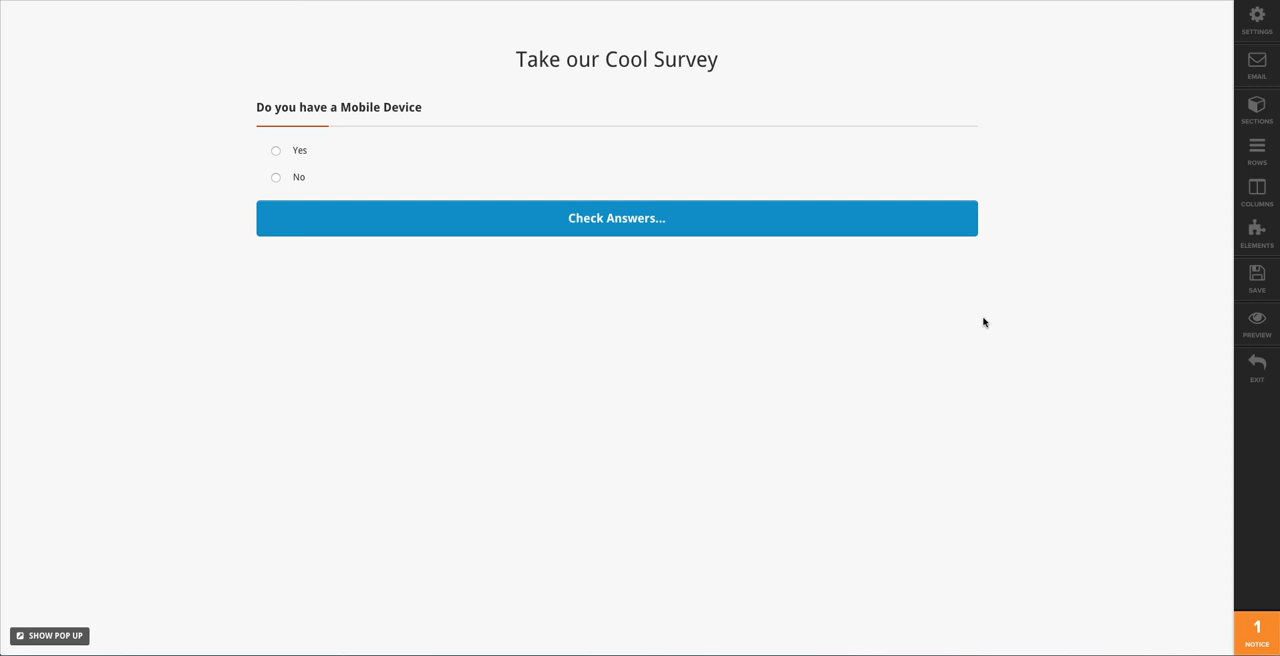 Take our Cool Survey
Do you have a Mobile Device
Yes
No
Check Answers...
SHOW POP UP
SETTINGS
EMAIL
SECTIONS
ROWS
COLUMNS
ELEMENTS
SAVE
PREVIEW
EXIT
1
NOTICE